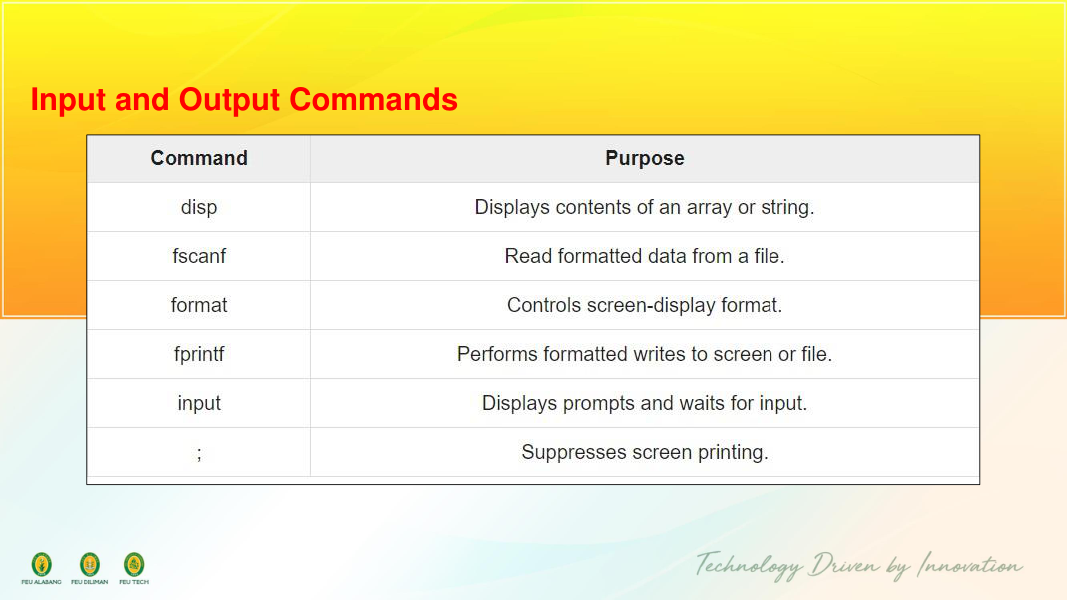 Input and Output Commands
Command Purpose
disp Displays contents of an array or string.
fscanf Read formatted data from a file.
format Controls screen-display format.
fprintf Performs formatted writes to screen or file.
input Displays prompts and waits for input.
; Suppresses screen printing.
FEU ALABANG FEU DILIMAN FEU TECH
Technology Driven by Innovation